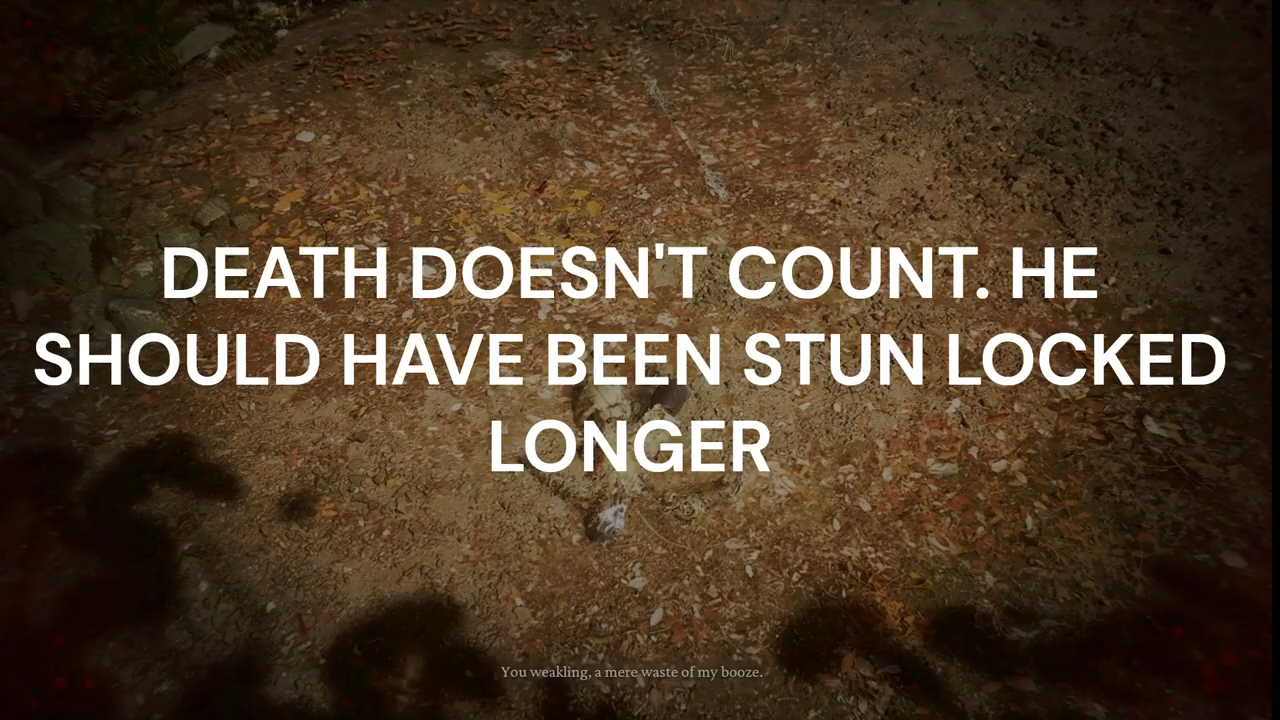 DEATH DOESN'T COUNT. HE
SHOULD HAVE BEEN STUN LOCKED
LONGER
You weakling, a mere waste of my booze.